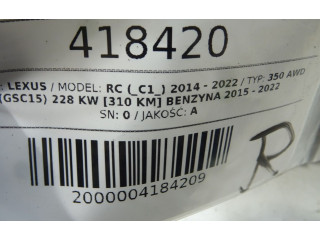 418420
: LEXUS / MODEL: RC (_C1_) 2014 - 2022 / TYP: 350 AWD
(GSC15) 228 KW [310 KM] BENZYNA 2015 - 2022
SN: 0 / JAKOŚĆ: A
2000004184209
R